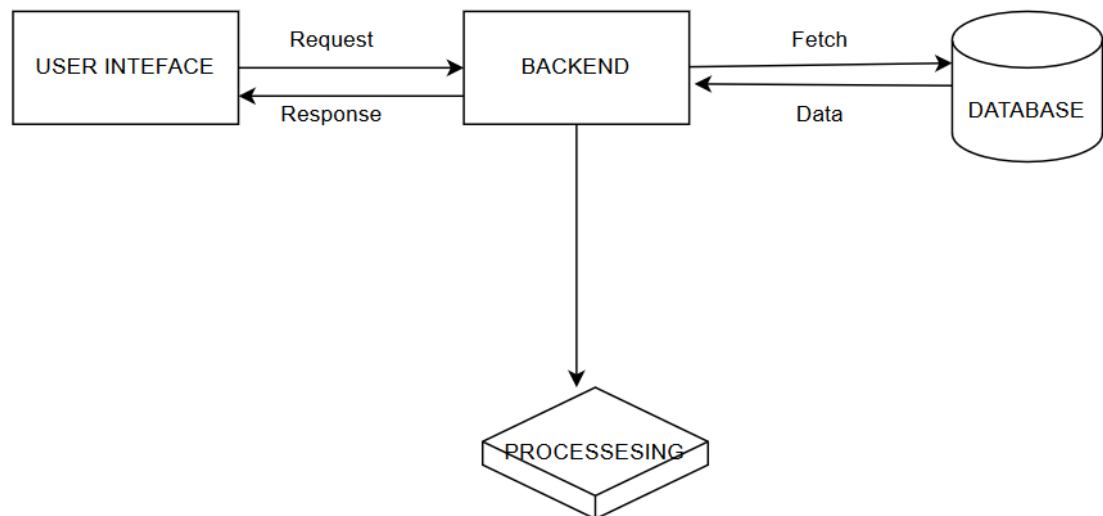 Request
Fetch
USER INTEFACE
BACKEND
DATABASE
Response
Data
PROCESSESING